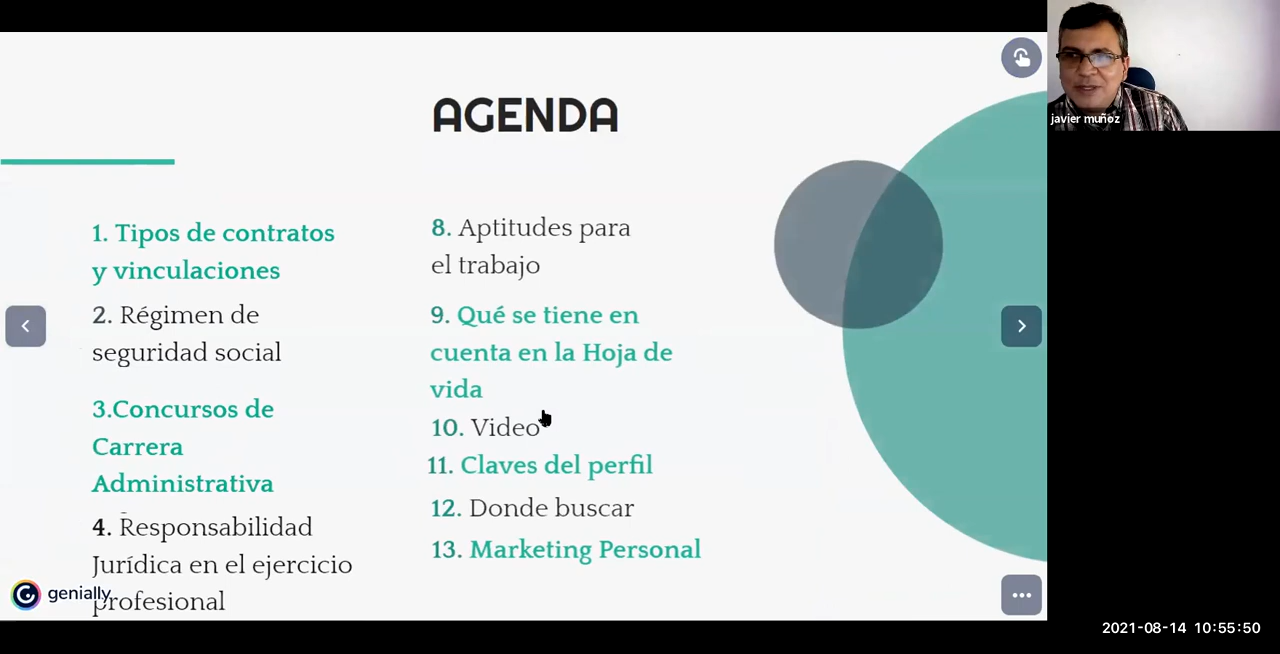 AGENDA
1. Tipos de contratos
y vinculaciones
2. Régimen de
seguridad social
3.Concursos de
Carrera
Administrativa
4. Responsabilidad
Jurídica en el ejercicio
profesional
8. Aptitudes para
el trabajo
9. Qué se tiene en
cuenta en la Hoja de
vida
10. Video
11. Claves del perfil
12. Donde buscar
13. Marketing Personal
genially
javier muñoz
2021-08-14 10:55:50